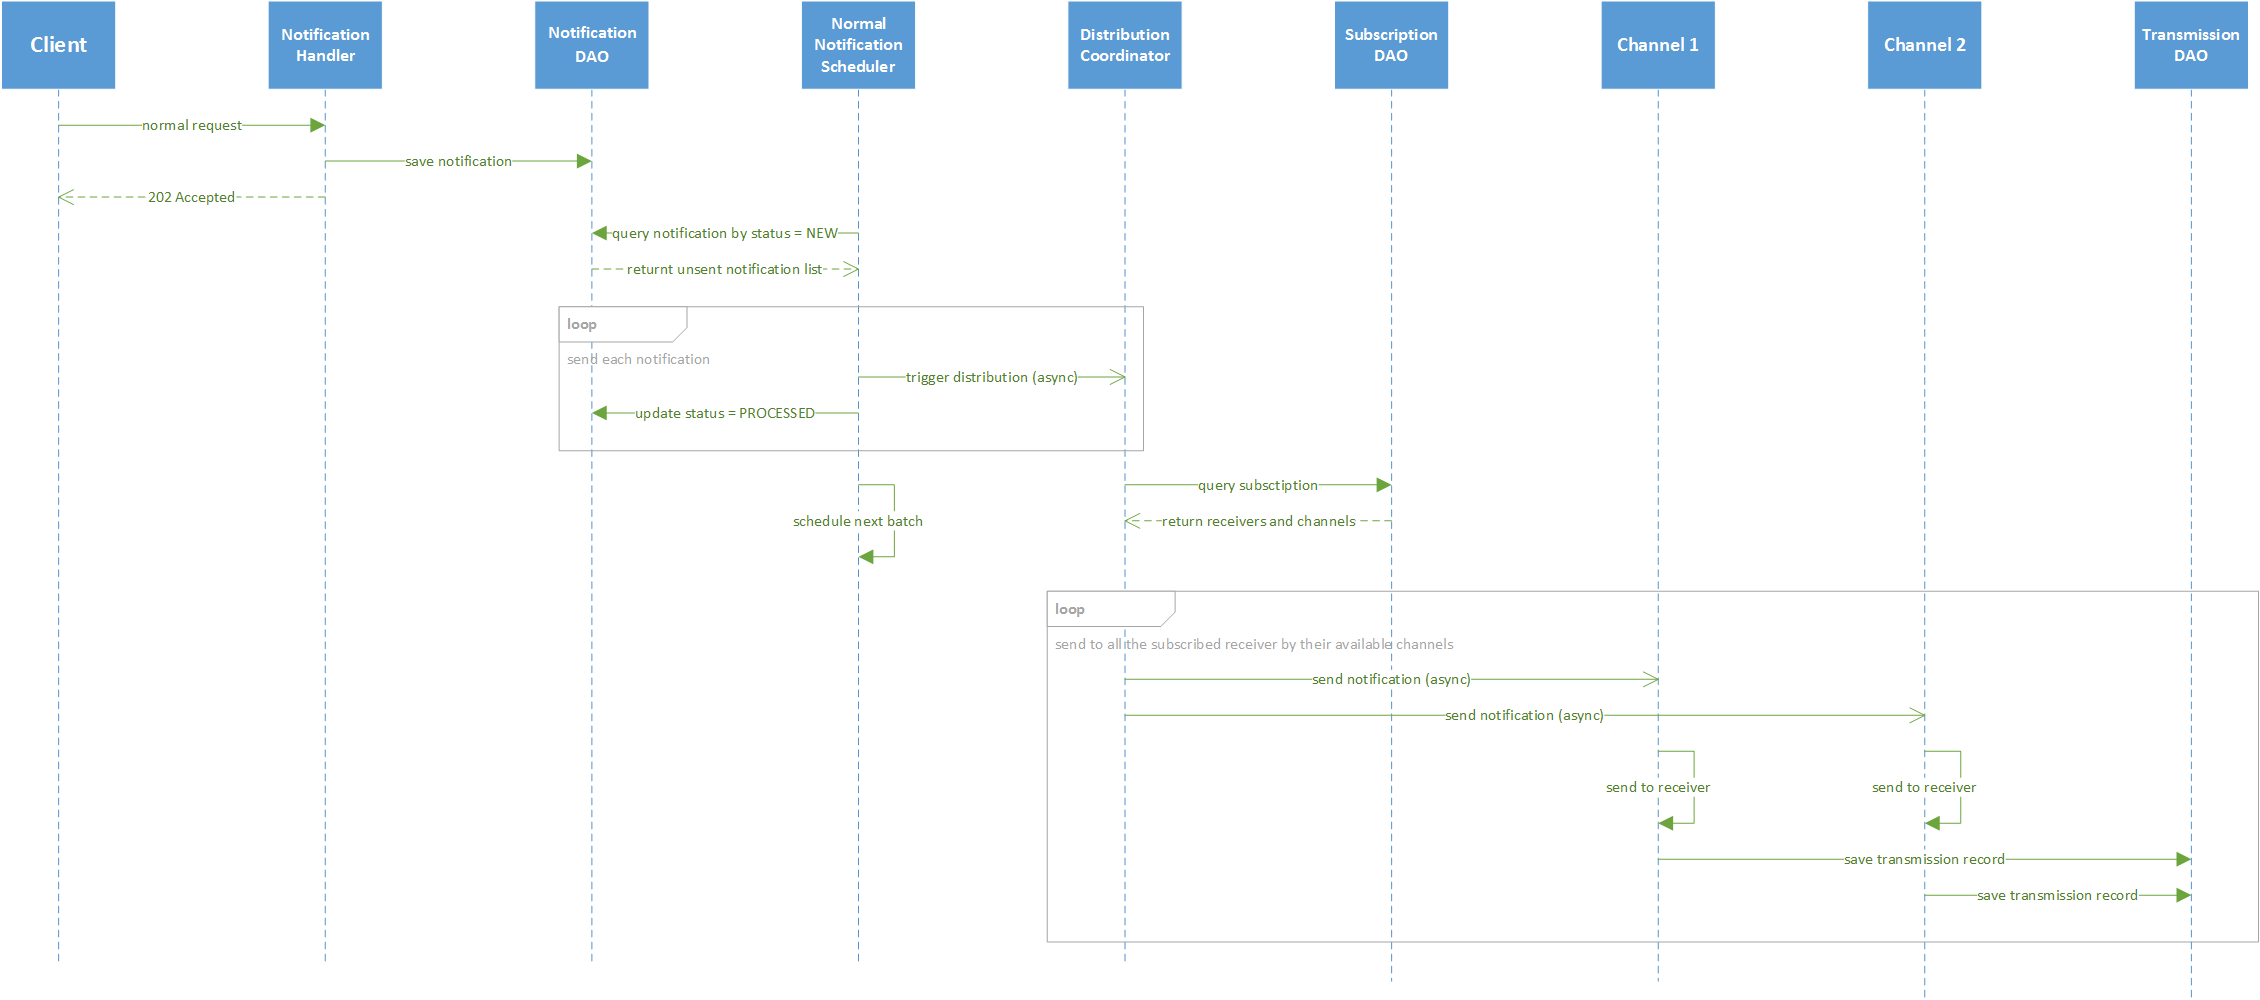 Client
Notification
Handler
Notification
DAO
Normal
Notification
Scheduler
Distribution
Coordinator
Subscription
DAO
Channel 1
Channel 2
Transmission
DAO
normal request
save notification
202 Accepted
query notification by status = NEW
returnt unsent notification list
loop
send each notification
trigger distribution (async)
update status = PROCESSED
query subsctiption
schedule next batch
return receivers and channels
loop
send to all the subscribed receiver by their available channels
send notification (async)
send notification (async)
send to receiver
send to receiver
save transmission record
save transmission record